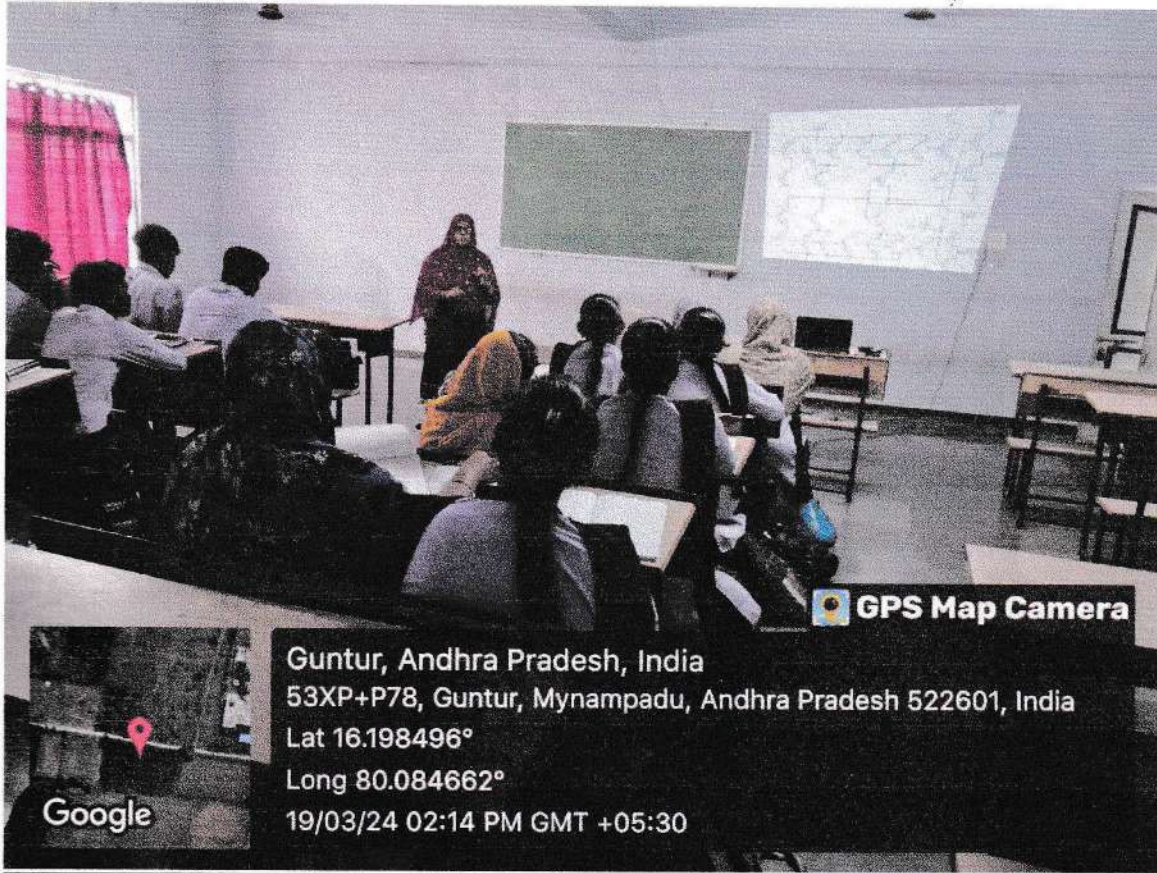 GPS Map Camera
Guntur, Andhra Pradesh, India
53XP+P78, Guntur, Mynampadu, Andhra Pradesh 522601, India
Lat 16.198496°
Long 80.084662°
19/03/24 02:14 PM GMT +05:30
Google